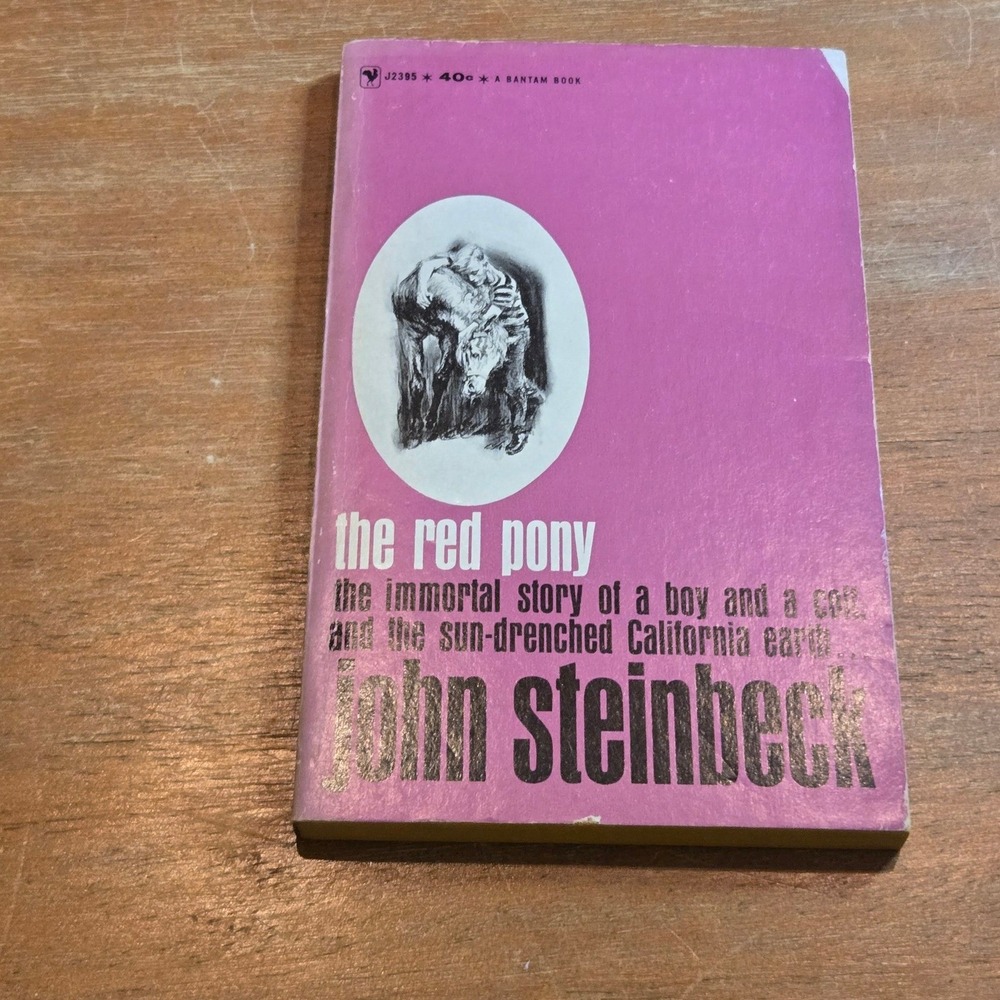 J2395 * 40c * A BANTAM BOOK
the red pony
the immortal story of a boy and a colt,
and the sun-drenched California earth...
john steinbeck